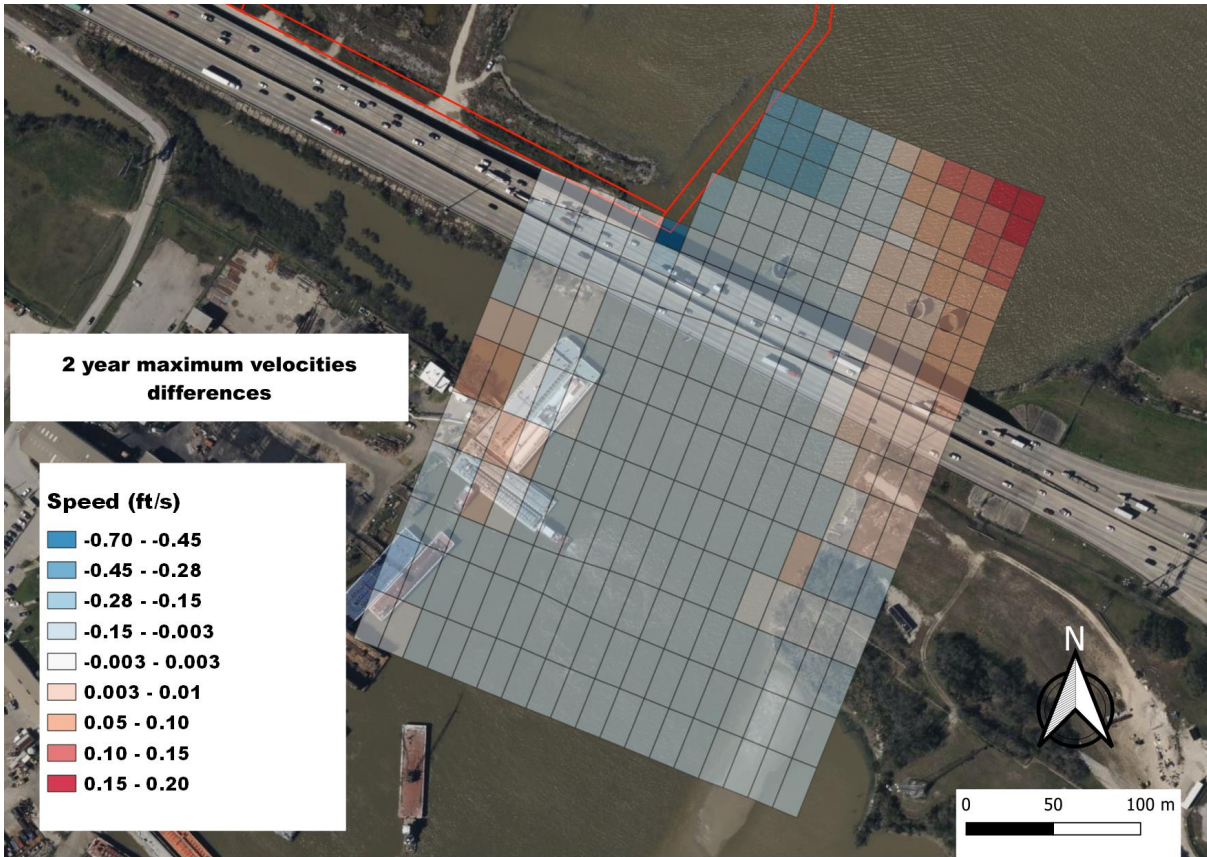 2 year maximum velocities
differences
Speed (ft/s)
-0.70 - -0.45
-0.45 - -0.28
-0.28 - -0.15
-0.15 - -0.003
-0.003 - 0.003
0.003 - 0.01
0.05 - 0.10
0.10 - 0.15
0.15 - 0.20
N
0 50 100 m